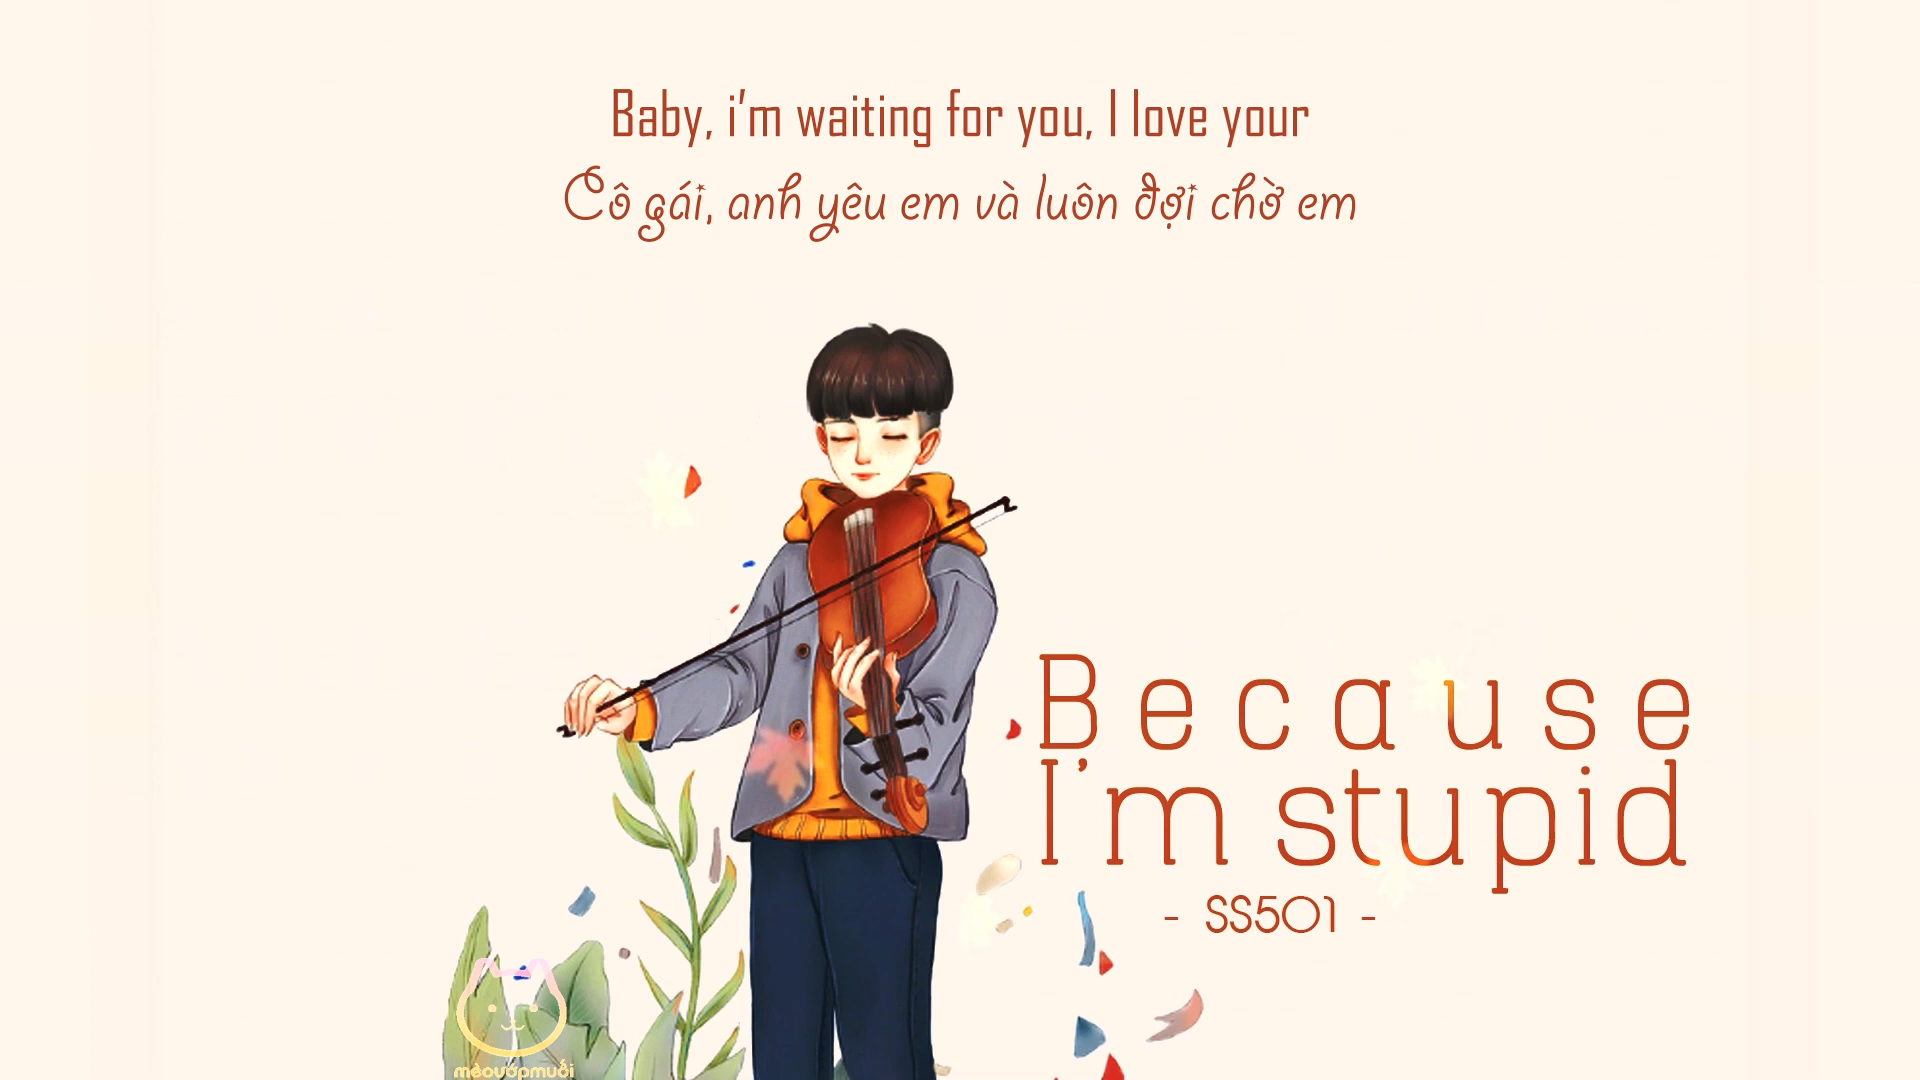 Baby, i'm waiting for you, I love your
Cô gái, anh yêu em và luôn đợi chờ em
Because
I'm stupid
- SS501 -
mèoướpmuối